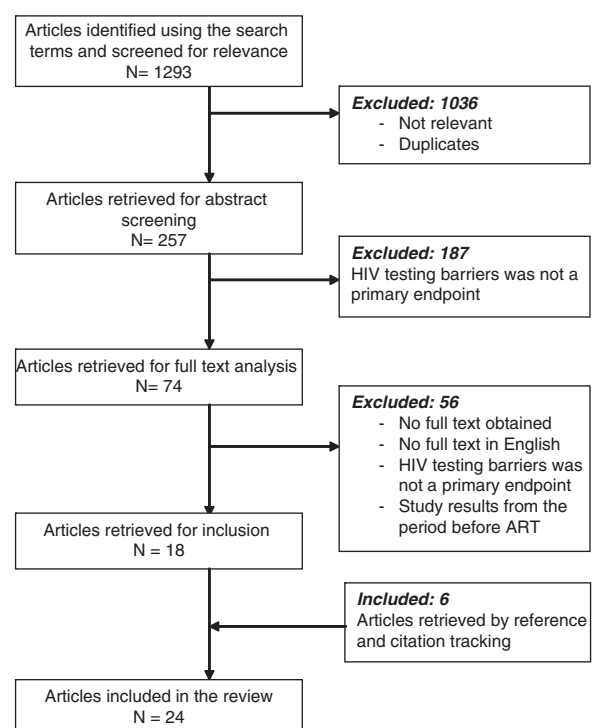 Articles identified using the search
terms and screened for relevance
N= 1293
Excluded: 1036
- Not relevant
- Duplicates
Articles retrieved for abstract
screening
N= 257
Excluded: 187
HIV testing barriers was not a
primary endpoint
Articles retrieved for full text analysis
N= 74
Excluded: 56
- No full text obtained
- No full text in English
- HIV testing barriers was
not a primary endpoint
- Study results from the
period before ART
Articles retrieved for inclusion
N = 18
Included: 6
Articles retrieved by reference
and citation tracking
Articles included in the review
N = 24